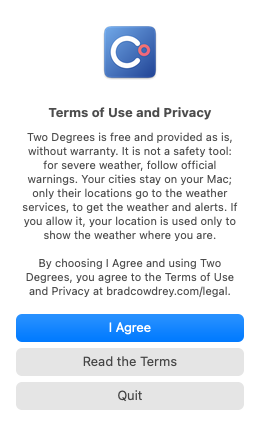 Terms of Use and Privacy
Two Degrees is free and provided as is,
without warranty. It is not a safety tool:
for severe weather, follow official
warnings. Your cities stay on your Mac;
only their locations go to the weather
services, to get the weather and alerts. If
you allow it, your location is used only to
show the weather where you are.
By choosing I Agree and using Two
Degrees, you agree to the Terms of Use
and Privacy at bradcowdrey.com/legal.
I Agree
Read the Terms
Quit